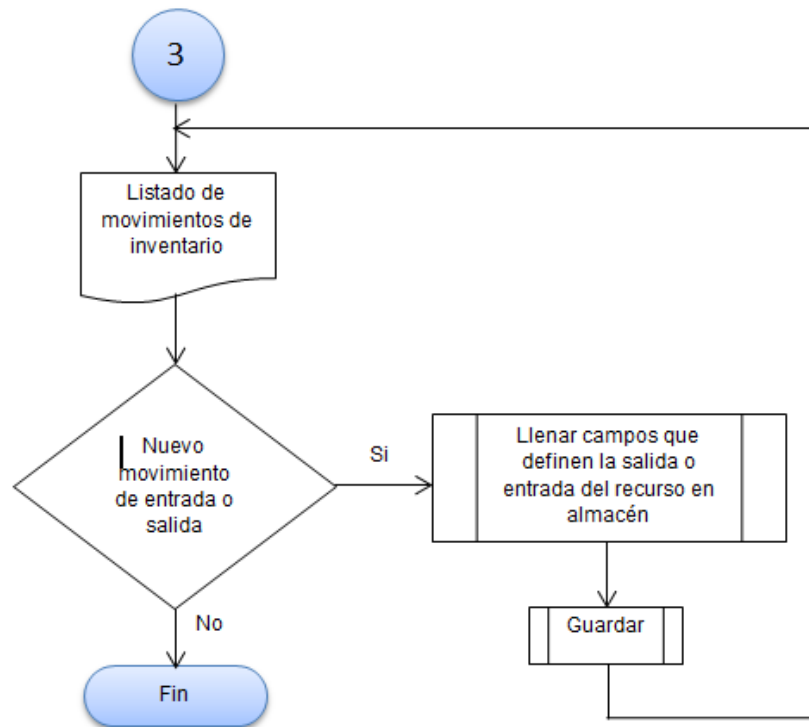 3
Listado de
movimientos de
inventario
Nuevo
movimiento
de entrada o
salida
Si
Llenar campos que
definen la salida o
entrada del recurso en
almacén
Guardar
No
Fin